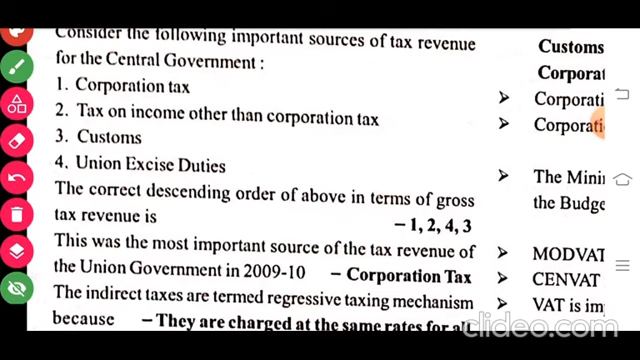 Consider the following important sources of tax revenue
for the Central Government :
1. Corporation tax
2. Tax on income other than corporation tax
3. Customs
4. Union Excise Duties
The correct descending order of above in terms of gross
tax revenue is – 1, 2, 4, 3
This was the most important source of the tax revenue of
the Union Government in 2009-10 – Corporation Tax
The indirect taxes are termed regressive taxing mechanism
because – They are charged at the same rates for all
Customs
Corporat
➤ Corporati
➤ Corporati
➤ The Minin
the Budge
➤ MODVAT
➤ CENVAT
➤ VAT is im
clideo.com